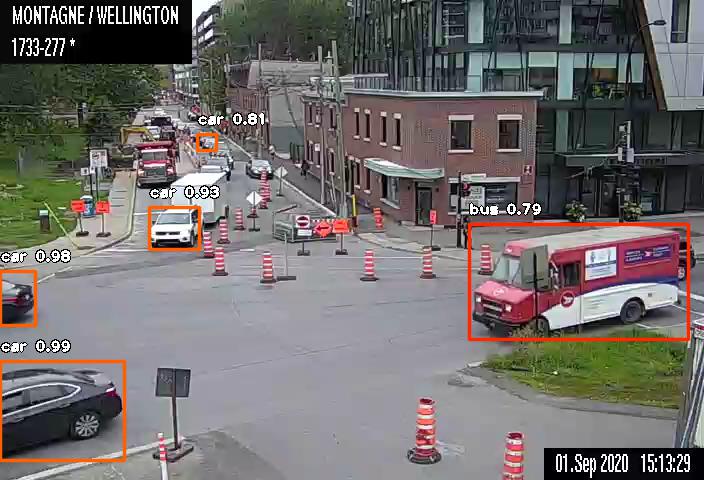 MONTAGNE / WELLINGTON
1733-277 *
car 0.81
car 0.93
bus 0.79
car 0.98
car 0.99
01.Sep 2020 15:13:29